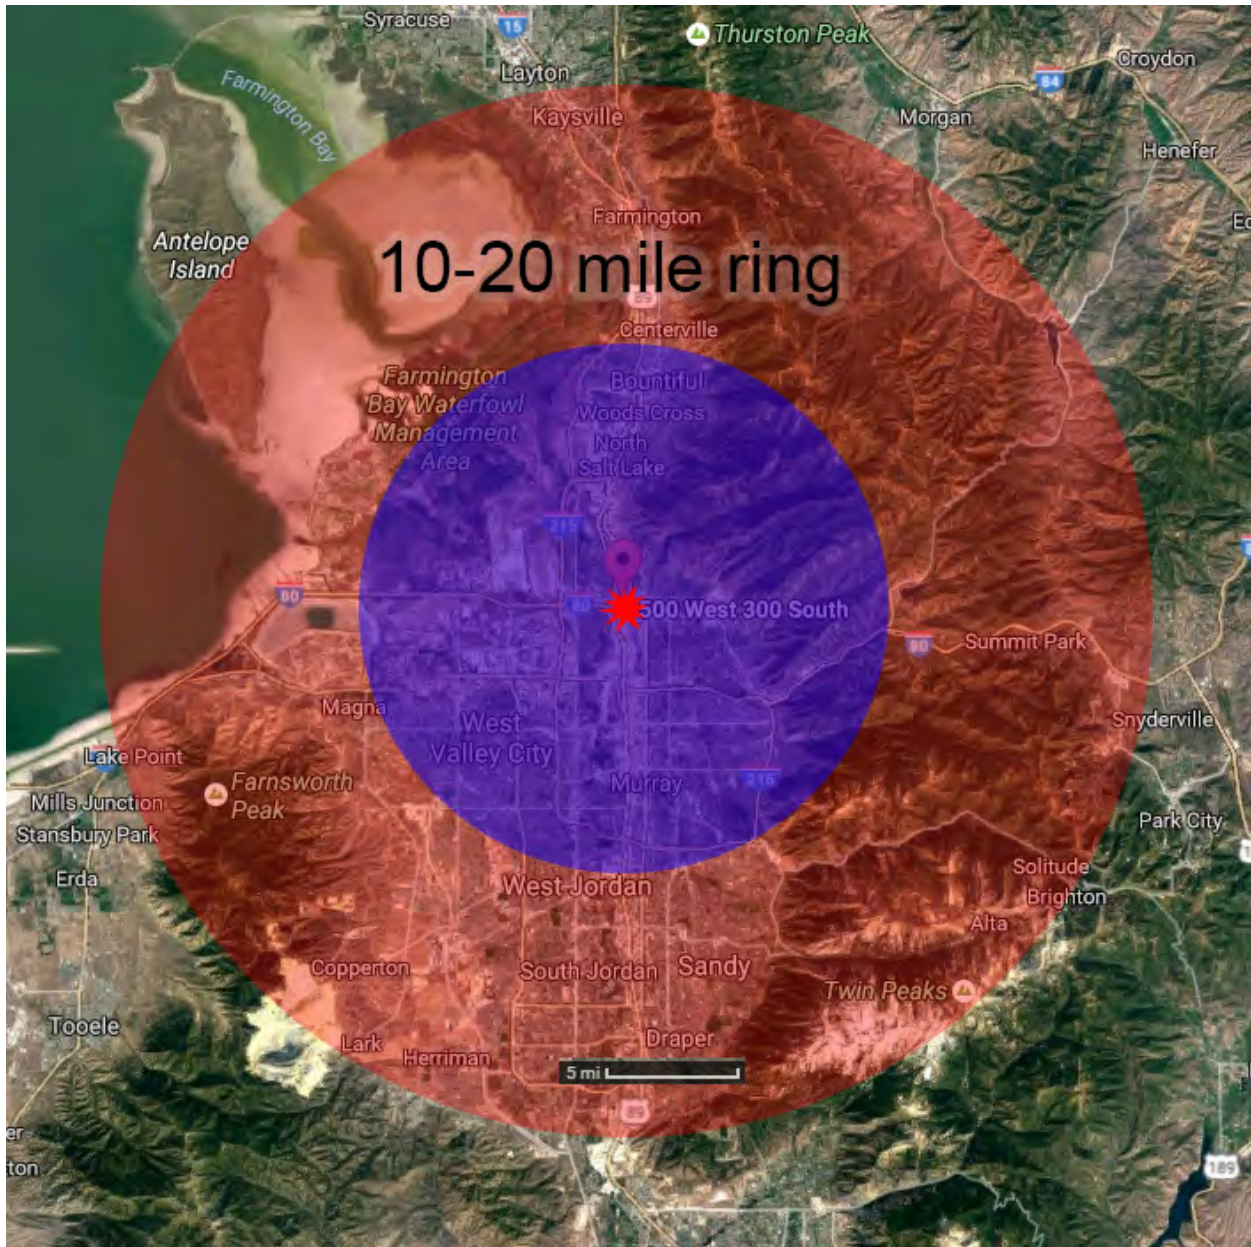 Syracuse
15
Thurston Peak
Layton
Croydon
84
Farmington Bay
Kaysville
Morgan
Henefer
Farmington
Antelope
Island
10-20 mile ring
89
Centerville
Farmington
Bay Waterfowl
Management
Area
Bountiful
Woods Cross
North
Salt Lake
215
80
80
500 West 300 South
80
Summit Park
Magna
West
Valley City
Snyderville
Lake Point
Farnsworth
Peak
Murray
215
Mills Junction
Stansbury Park
Park City
Erda
West Jordan
Solitude
Brighton
Alta
Copperton
South Jordan
Sandy
Twin Peaks
Tooele
Lark
Herriman
Draper
5 mi
89
189